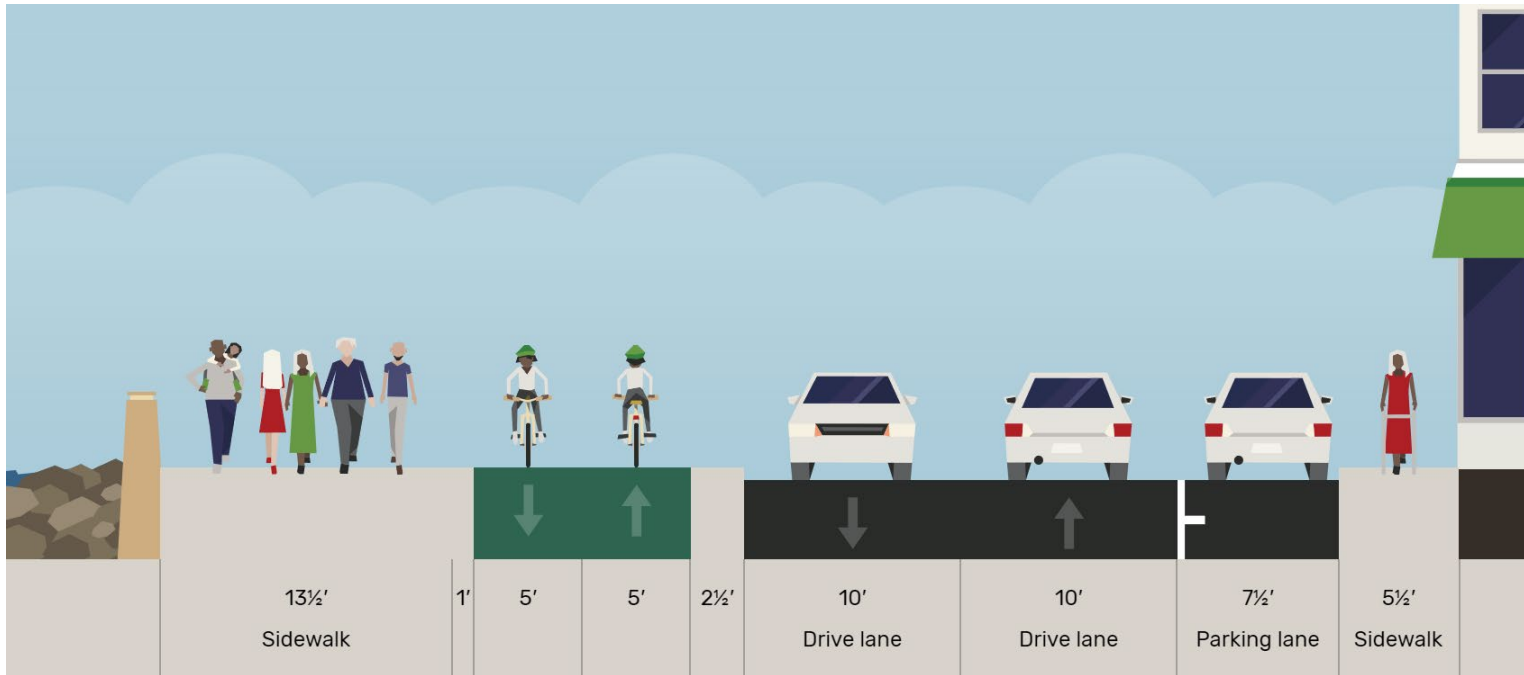 13½′ 1′ 5′ 5′ 2½′ 10′ 10′ 7½′ 5½′
Sidewalk Drive lane Drive lane Parking lane Sidewalk